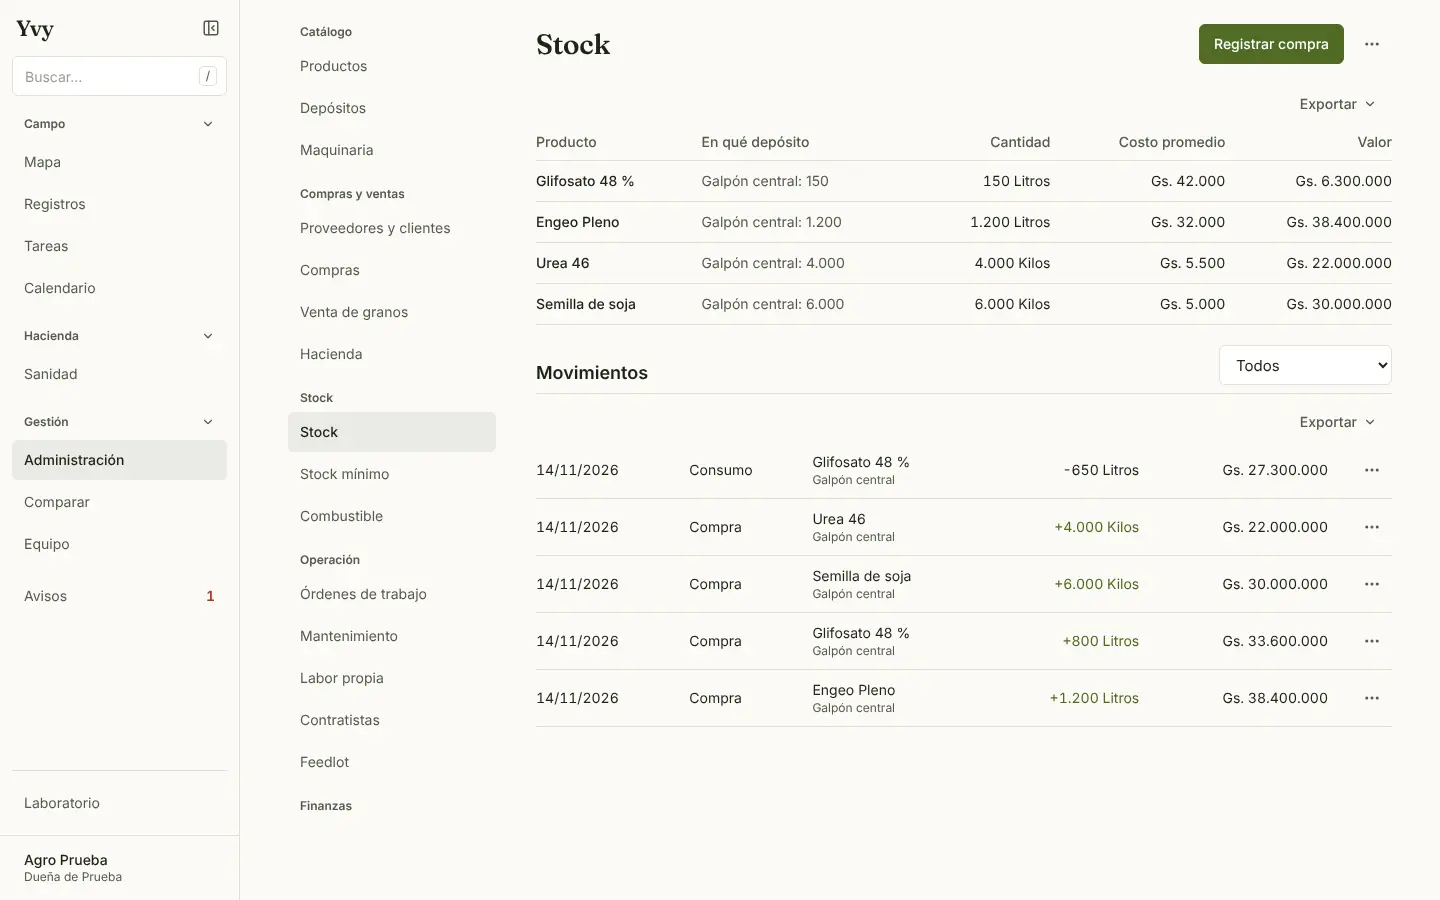 Yvy
Buscar...
/
Campo
Mapa
Registros
Tareas
Calendario
Hacienda
Sanidad
Gestión
Administración
Comparar
Equipo
Avisos 1
Laboratorio
Agro Prueba
Dueña de Prueba
Catálogo
Productos
Depósitos
Maquinaria
Compras y ventas
Proveedores y clientes
Compras
Venta de granos
Hacienda
Stock
Stock
Stock mínimo
Combustible
Operación
Órdenes de trabajo
Mantenimiento
Labor propia
Contratistas
Feedlot
Finanzas
Stock
Registrar compra
Exportar
Producto En qué depósito Cantidad Costo promedio Valor
Glifosato 48 % Galpón central: 150 150 Litros Gs. 42.000 Gs. 6.300.000
Engeo Pleno Galpón central: 1.200 1.200 Litros Gs. 32.000 Gs. 38.400.000
Urea 46 Galpón central: 4.000 4.000 Kilos Gs. 5.500 Gs. 22.000.000
Semilla de soja Galpón central: 6.000 6.000 Kilos Gs. 5.000 Gs. 30.000.000
Movimientos
Todos
Exportar
14/11/2026 Consumo Glifosato 48 % -650 Litros Gs. 27.300.000
Galpón central
14/11/2026 Compra Urea 46 +4.000 Kilos Gs. 22.000.000
Galpón central
14/11/2026 Compra Semilla de soja +6.000 Kilos Gs. 30.000.000
Galpón central
14/11/2026 Compra Glifosato 48 % +800 Litros Gs. 33.600.000
Galpón central
14/11/2026 Compra Engeo Pleno +1.200 Litros Gs. 38.400.000
Galpón central